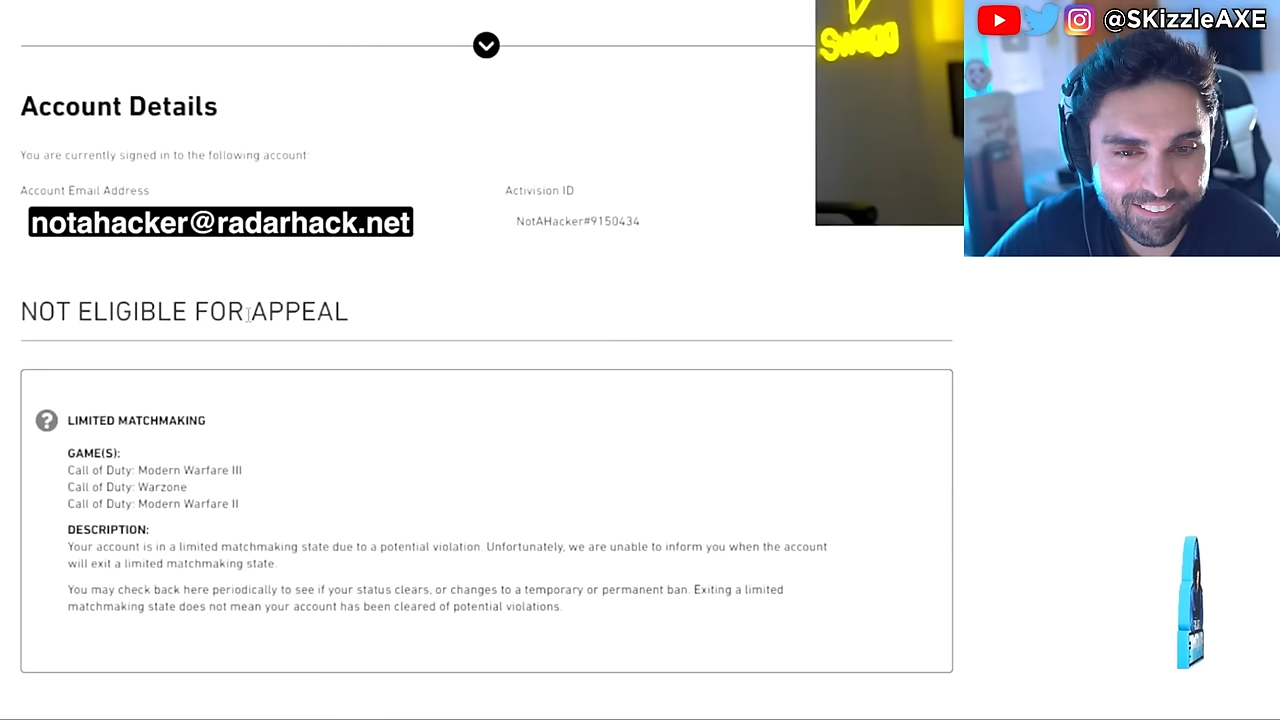 Swagg
@SKizzleAXE
Account Details
You are currently signed in to the following account:
Account Email Address
Activision ID
notahacker@radarhack.net
NotAHacker#9150434
NOT ELIGIBLE FOR APPEAL
LIMITED MATCHMAKING
GAME(S):
Call of Duty: Modern Warfare III
Call of Duty: Warzone
Call of Duty: Modern Warfare II
DESCRIPTION:
Your account is in a limited matchmaking state due to a potential violation. Unfortunately, we are unable to inform you when the account
will exit a limited matchmaking state.
You may check back here periodically to see if your status clears, or changes to a temporary or permanent ban. Exiting a limited
matchmaking state does not mean your account has been cleared of potential violations.